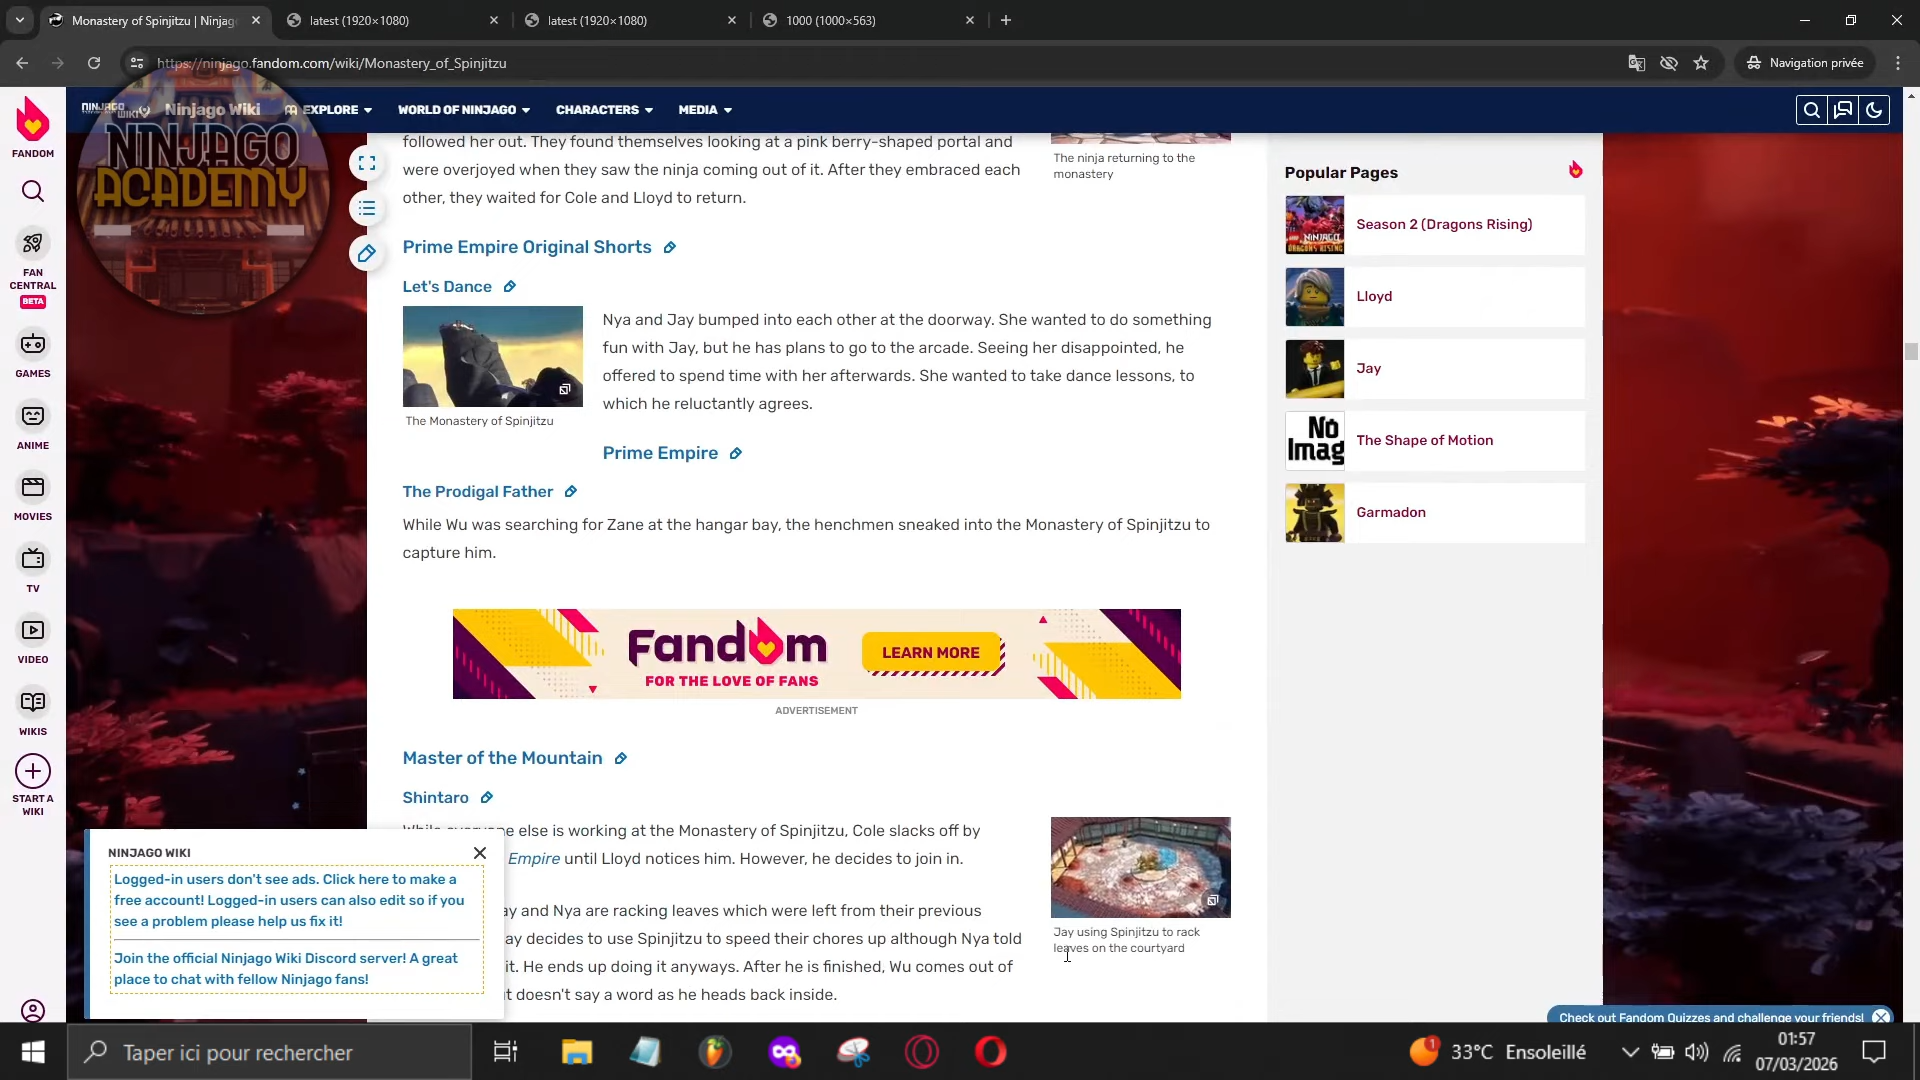 Monastery of Spinjitzu | Ninjag
latest (1920×1080)
latest (1920×1080)
1000 (1000×563)
https://ninjago.fandom.com/wiki/Monastery_of_Spinjitzu
Navigation privée
FANDOM
FAN CENTRAL
BETA
GAMES
ANIME
MOVIES
TV
VIDEO
WIKIS
START A WIKI
NINJAGO
WIKI
Ninjago Wiki
EXPLORE
WORLD OF NINJAGO
CHARACTERS
MEDIA
NINJAGO
ACADEMY
followed her out. They found themselves looking at a pink berry-shaped portal and
were overjoyed when they saw the ninja coming out of it. After they embraced each
other, they waited for Cole and Lloyd to return.
The ninja returning to the
monastery
Prime Empire Original Shorts
Let's Dance
Nya and Jay bumped into each other at the doorway. She wanted to do something
fun with Jay, but he has plans to go to the arcade. Seeing her disappointed, he
offered to spend time with her afterwards. She wanted to take dance lessons, to
which he reluctantly agrees.
The Monastery of Spinjitzu
Prime Empire
The Prodigal Father
While Wu was searching for Zane at the hangar bay, the henchmen sneaked into the Monastery of Spinjitzu to
capture him.
Fandom
FOR THE LOVE OF FANS
LEARN MORE
ADVERTISEMENT
Master of the Mountain
Shintaro
While everyone else is working at the Monastery of Spinjitzu, Cole slacks off by
Empire until Lloyd notices him. However, he decides to join in.
ay and Nya are racking leaves which were left from their previous
ay decides to use Spinjitzu to speed their chores up although Nya told
it. He ends up doing it anyways. After he is finished, Wu comes out of
t doesn't say a word as he heads back inside.
Jay using Spinjitzu to rack
leaves on the courtyard
Popular Pages
Season 2 (Dragons Rising)
Lloyd
Jay
No
Imag
The Shape of Motion
Garmadon
NINJAGO WIKI
Logged-in users don't see ads. Click here to make a
free account! Logged-in users can also edit so if you
see a problem please help us fix it!
Join the official Ninjago Wiki Discord server! A great
place to chat with fellow Ninjago fans!
Check out Fandom Quizzes and challenge your friends!
Taper ici pour rechercher
1
33°C Ensoleillé
01:57
07/03/2026